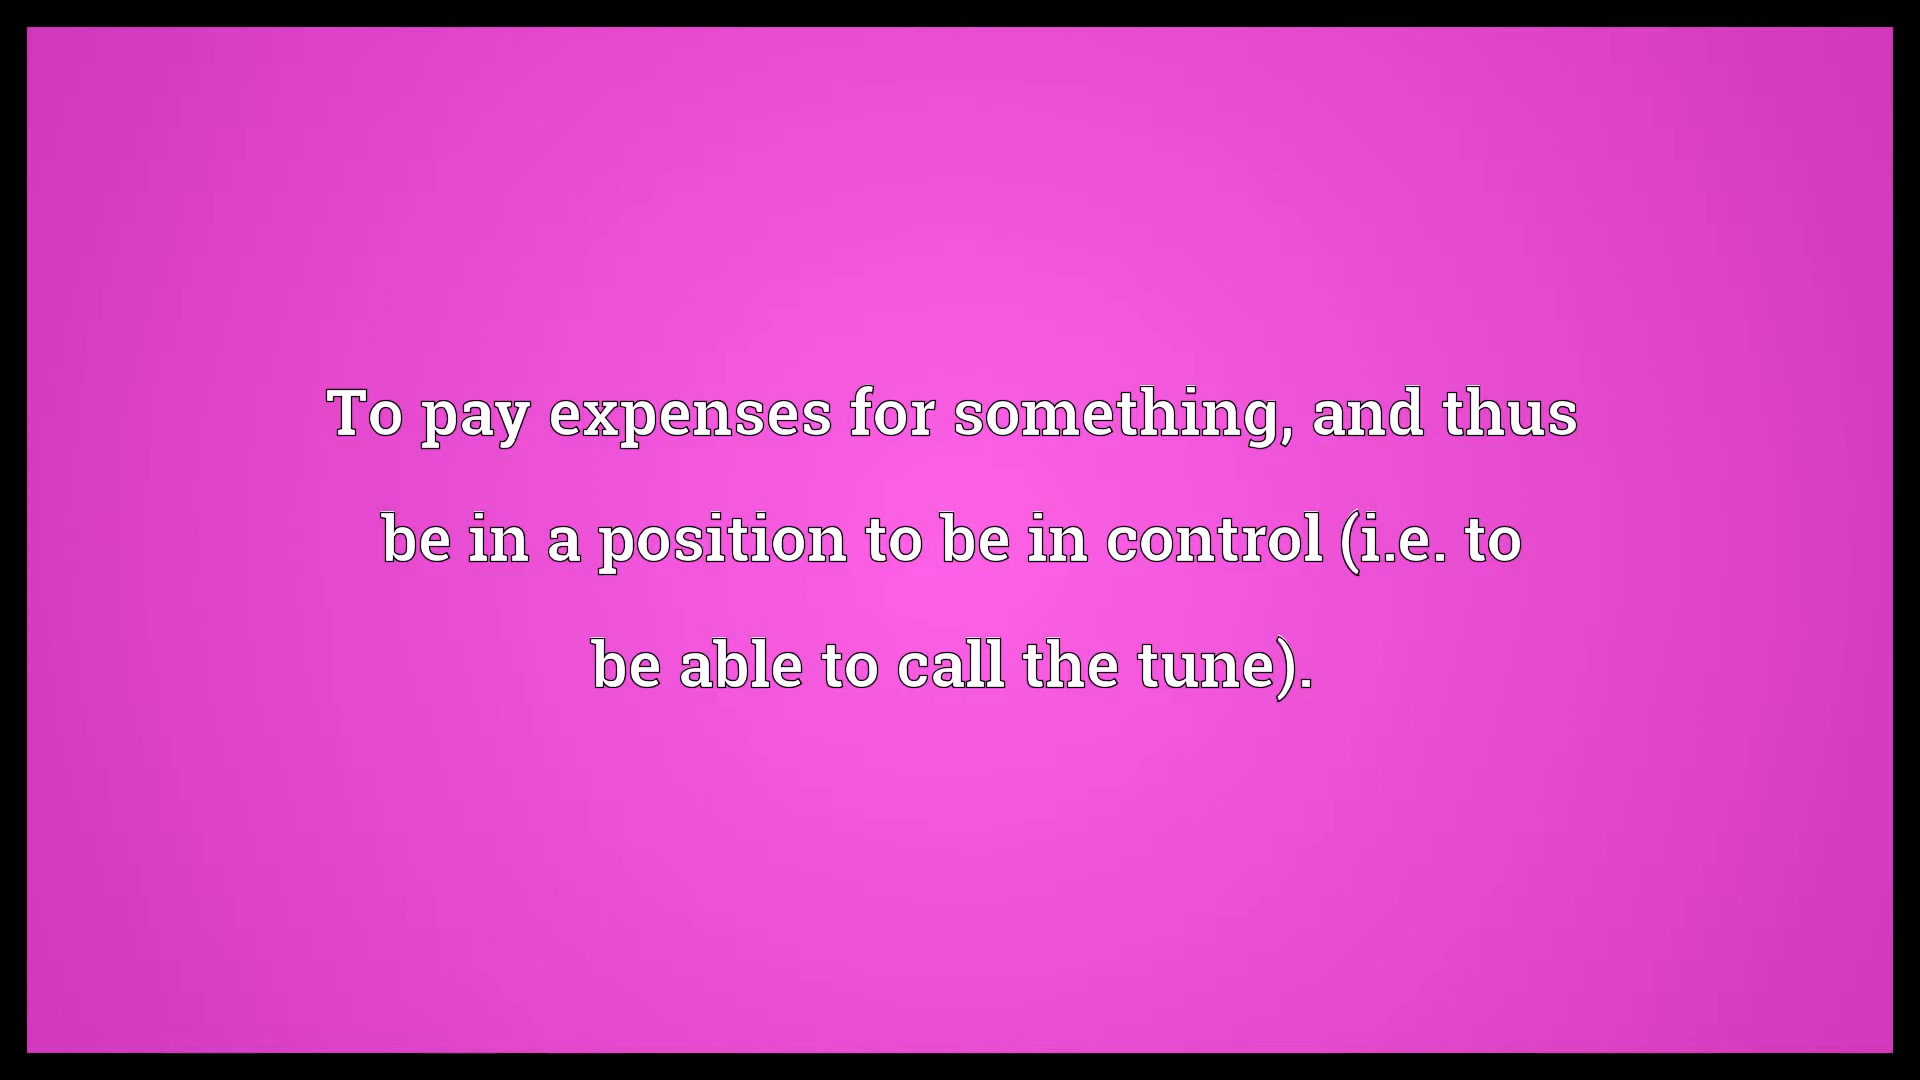 To pay expenses for something, and thus
be in a position to be in control (i.e. to
be able to call the tune).